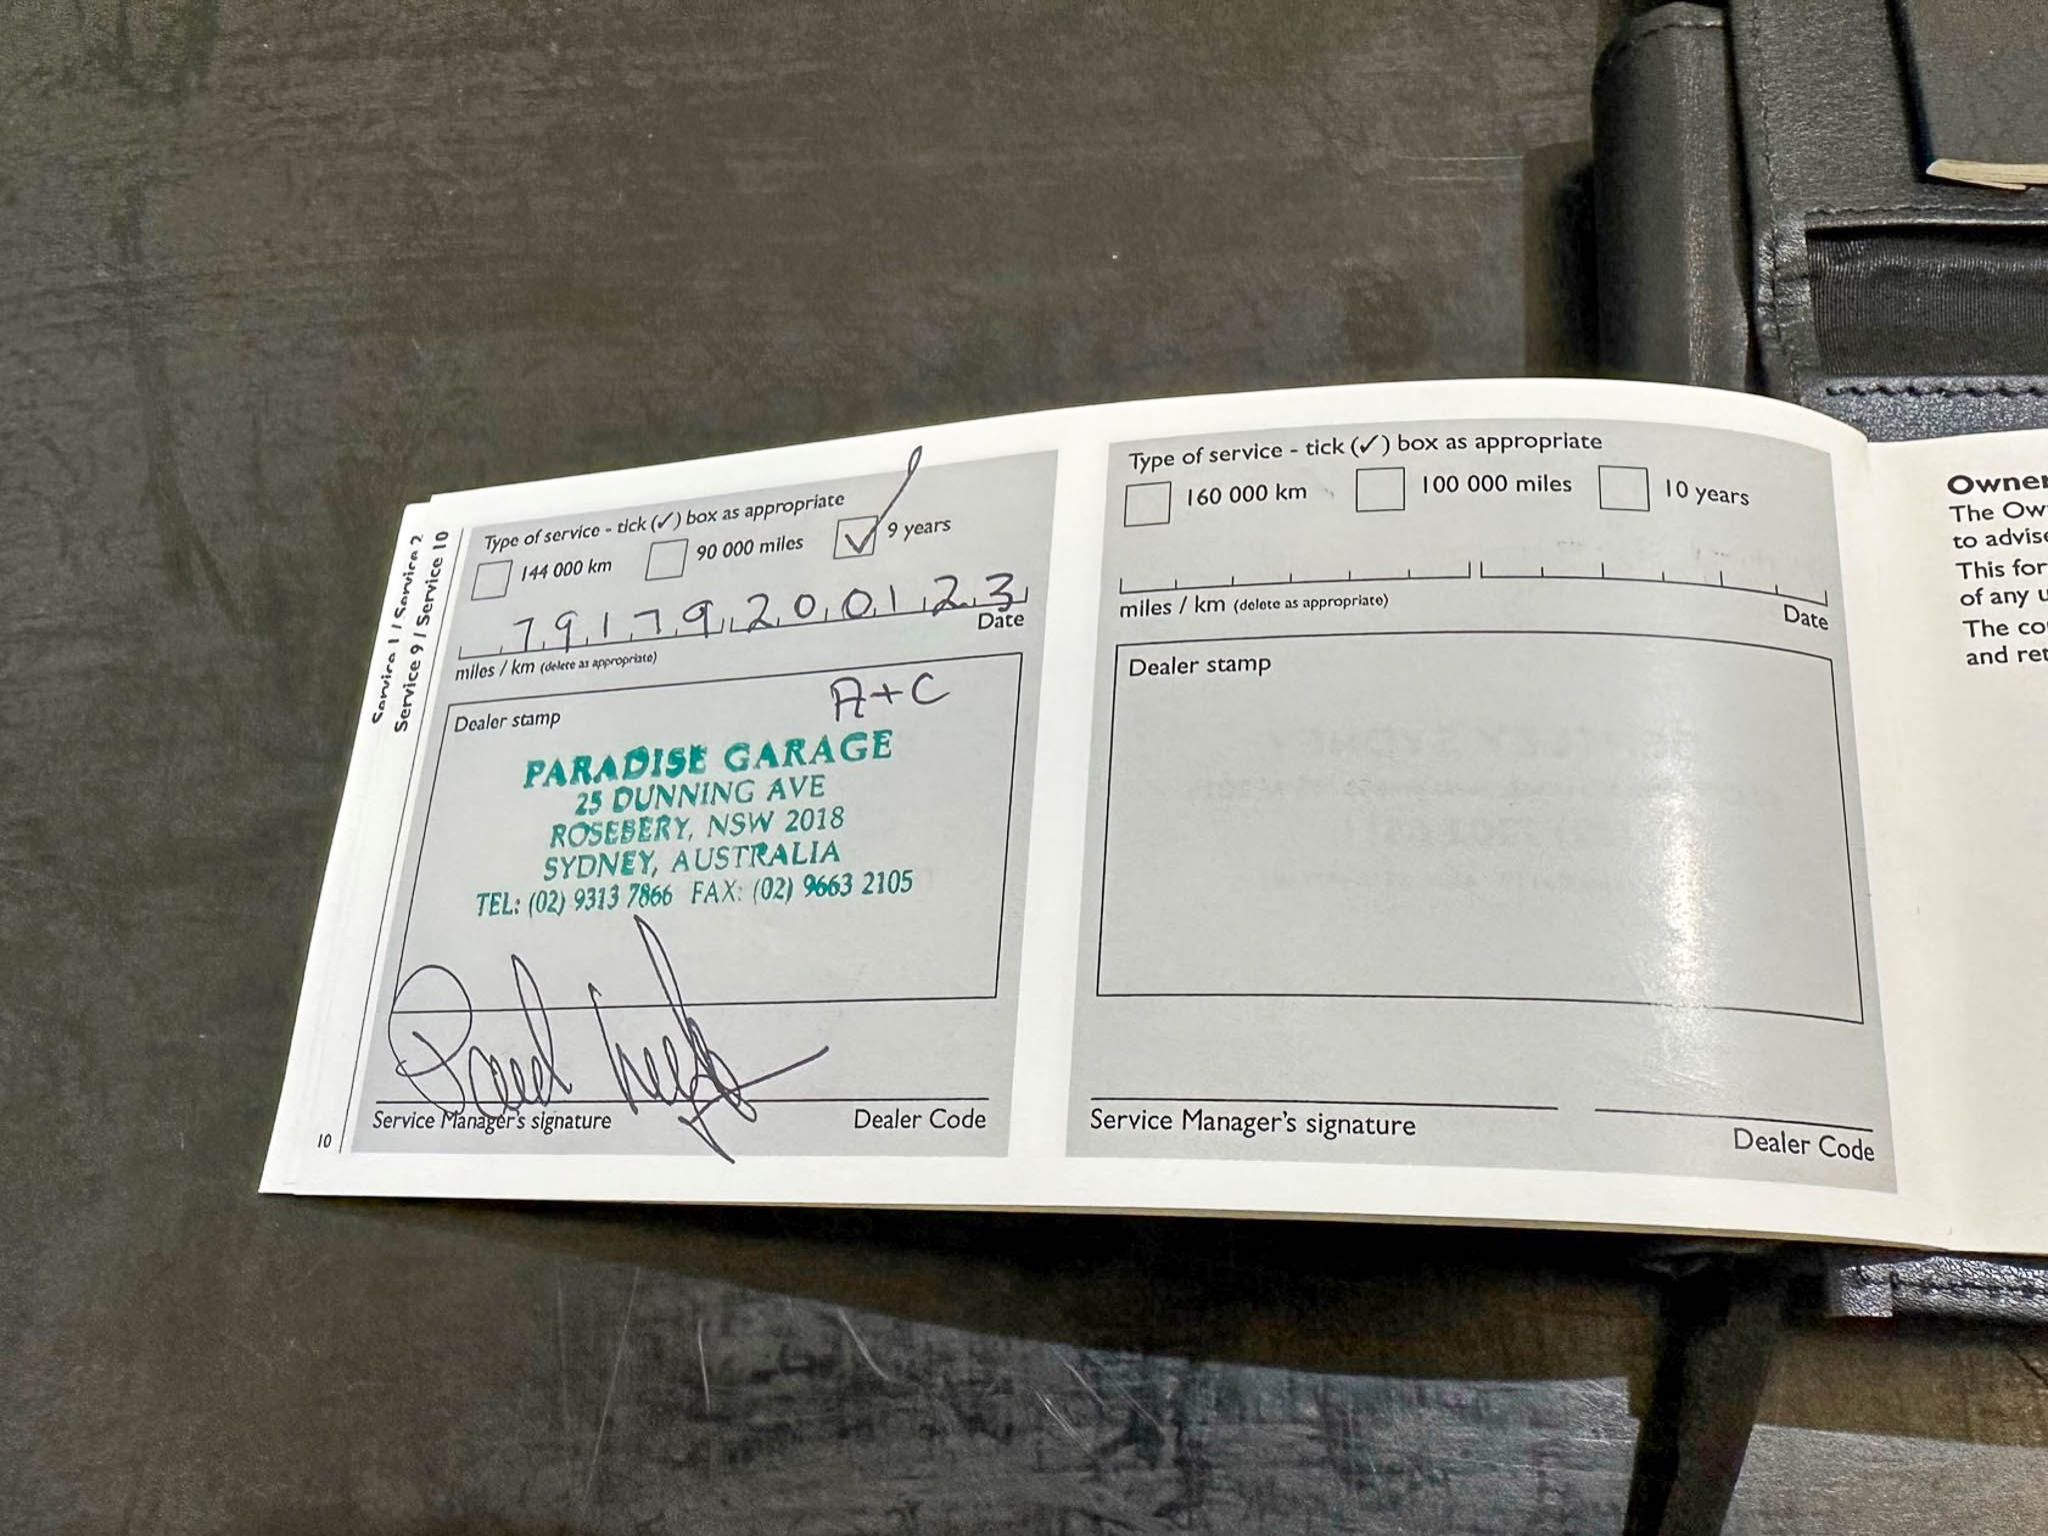 Service 1 / Service 2
Service 9 / Service 10
Type of service - tick (✓) box as appropriate
144 000 km
90 000 miles
9 years
79179 200123
miles / km (delete as appropriate)
Date
Dealer stamp
A+C
PARADISE GARAGE
25 DUNNING AVE
ROSEBERY, NSW 2018
SYDNEY, AUSTRALIA
TEL: (02) 9313 7866 FAX: (02) 9663 2105
Service Manager's signature
Dealer Code
10
Type of service - tick (✓) box as appropriate
160 000 km
100 000 miles
10 years
miles / km (delete as appropriate)
Date
Dealer stamp
Service Manager's signature
Dealer Code
Owner
The Ow
to advise
This for
of any u
The co
and ret